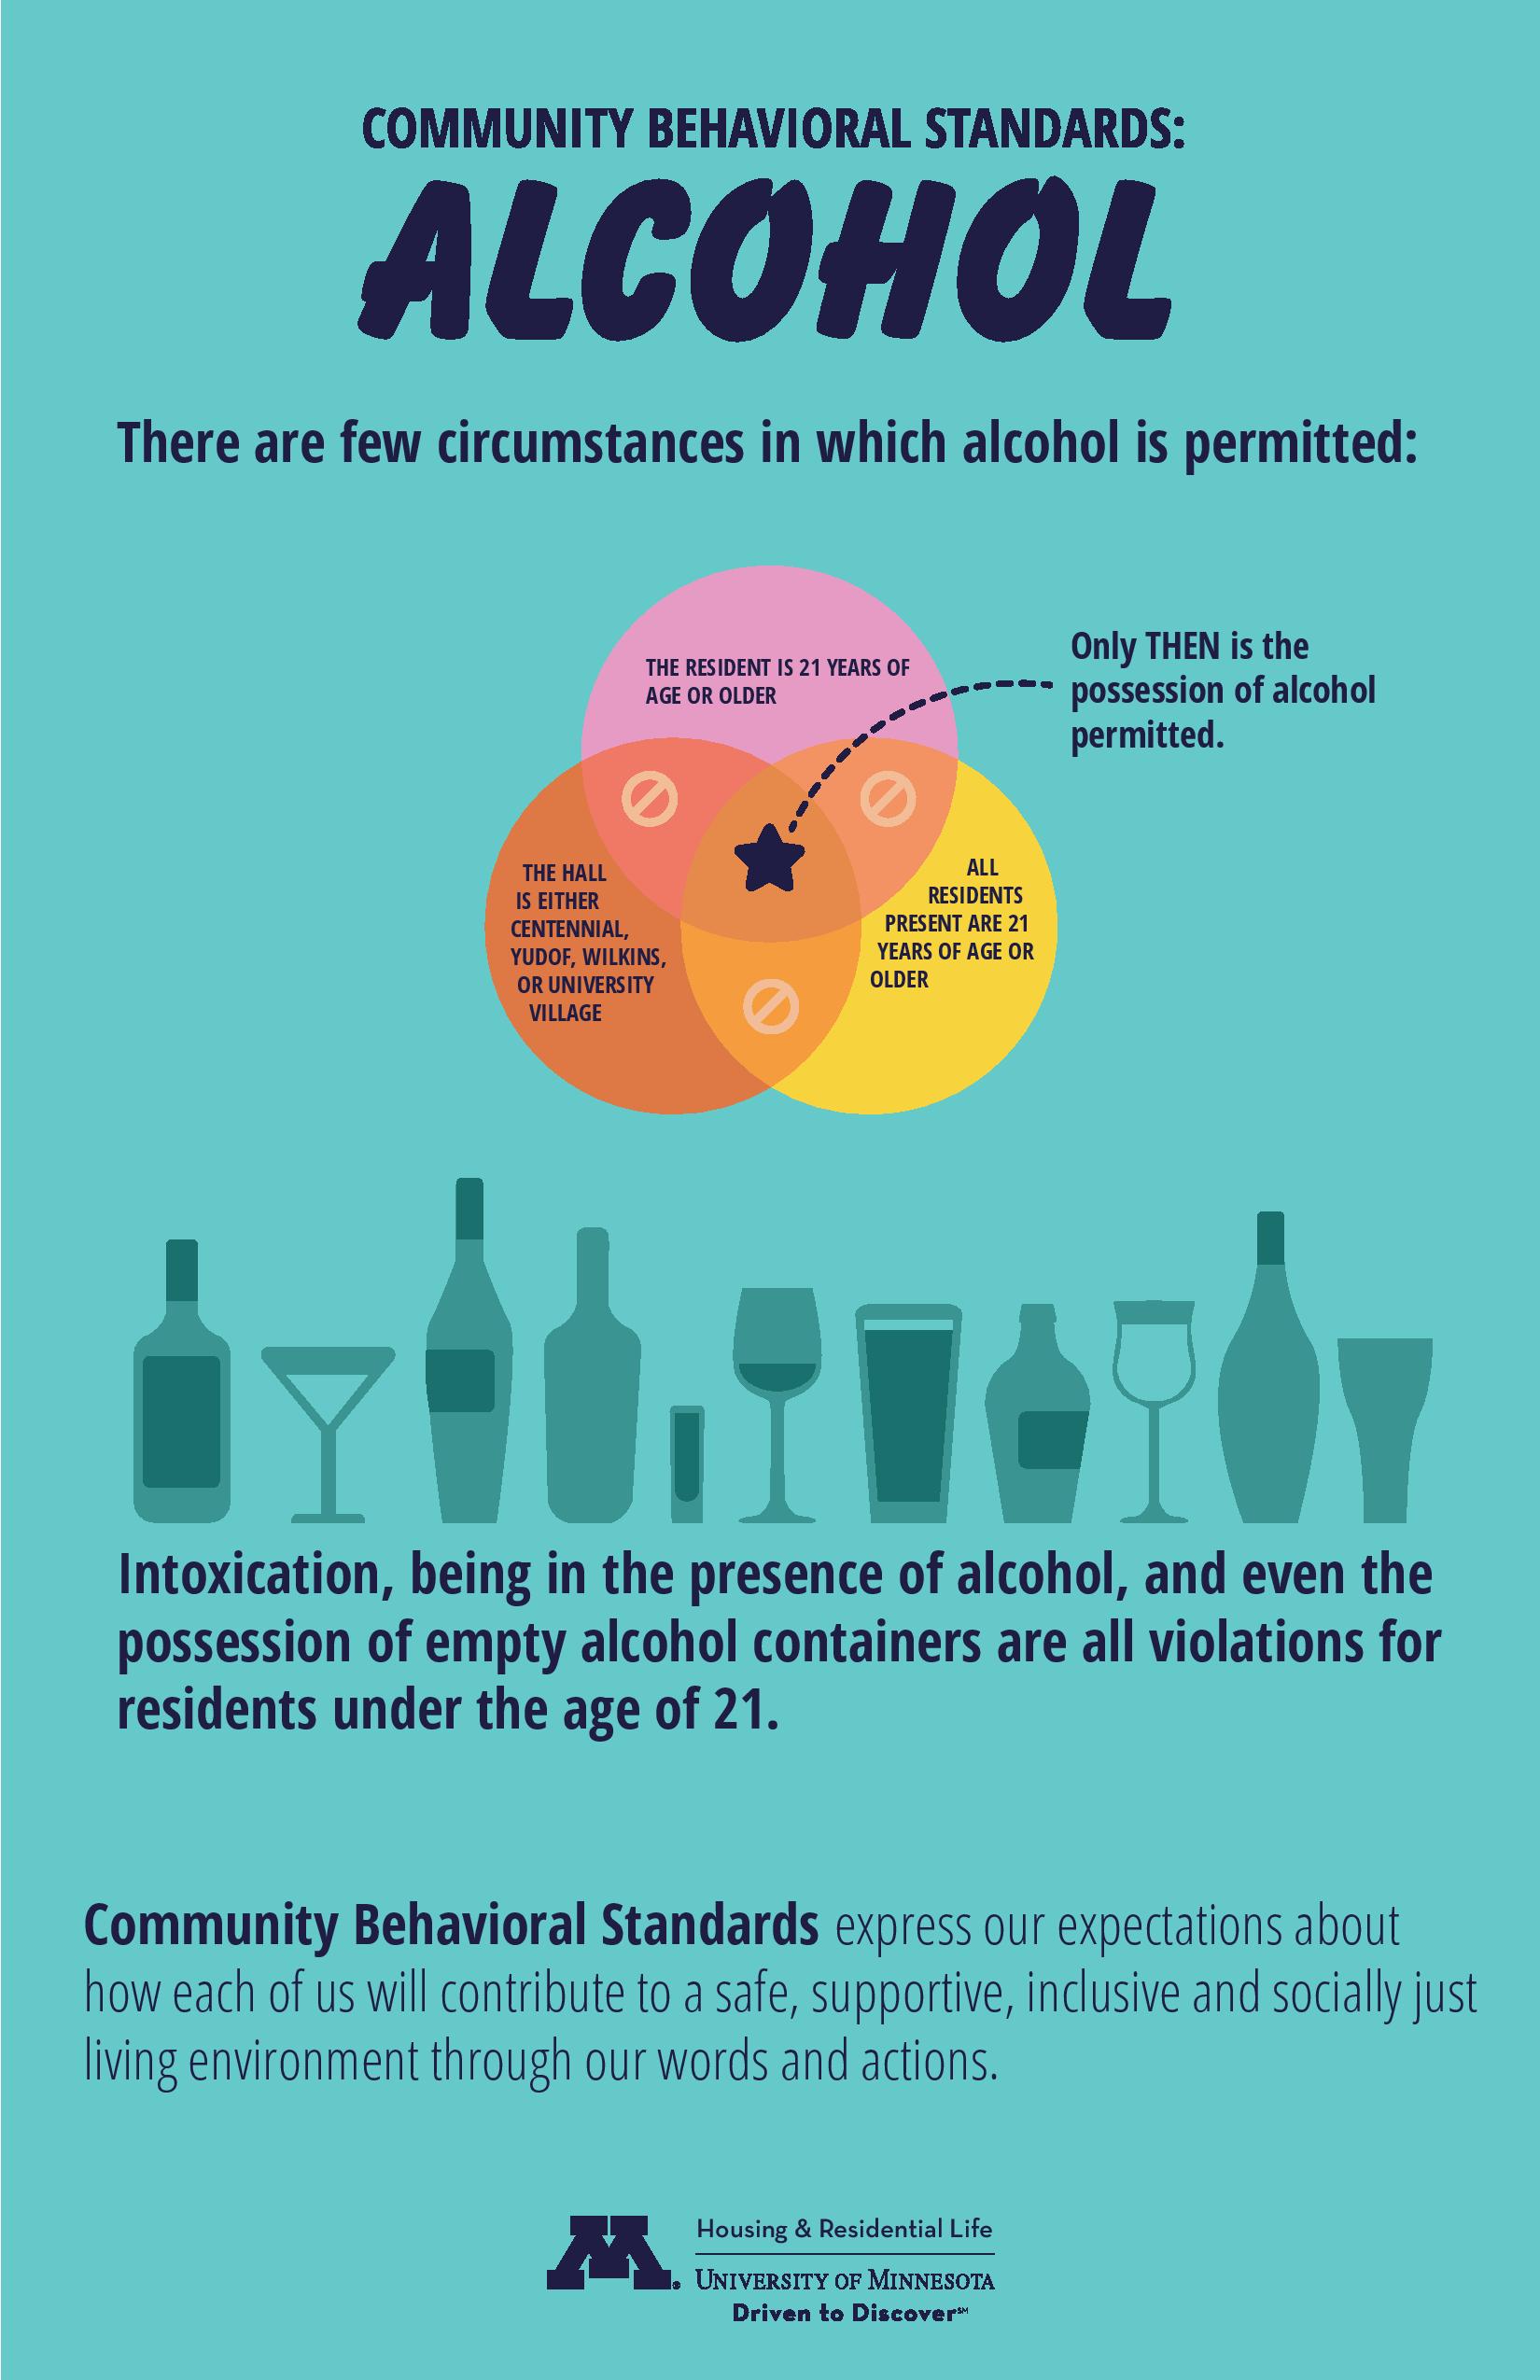 COMMUNITY BEHAVIORAL STANDARDS:
ALCOHOL
There are few circumstances in which alcohol is permitted:
THE RESIDENT IS 21 YEARS OF
AGE OR OLDER
Only THEN is the
possession of alcohol
permitted.
THE HALL
IS EITHER
CENTENNIAL,
YUDOF, WILKINS,
OR UNIVERSITY
VILLAGE
ALL
RESIDENTS
PRESENT ARE 21
YEARS OF AGE OR
OLDER
Intoxication, being in the presence of alcohol, and even the
possession of empty alcohol containers are all violations for
residents under the age of 21.
Community Behavioral Standards express our expectations about
how each of us will contribute to a safe, supportive, inclusive and socially just
living environment through our words and actions.
M®
Housing & Residential Life
UNIVERSITY OF MINNESOTA
Driven to Discover℠